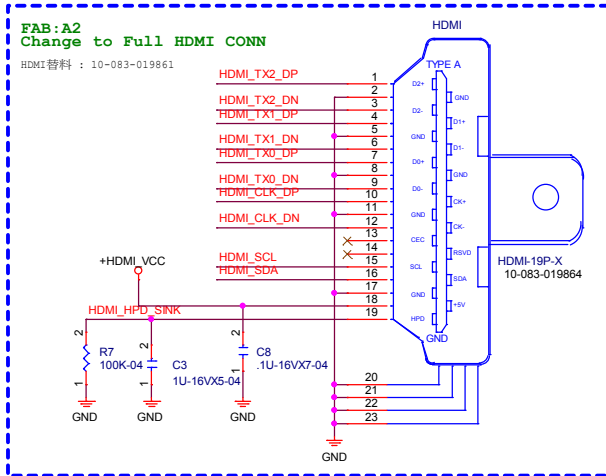 FAB:A2
Change to Full HDMI CONN
HDMI替料 : 10-083-019861
HDMI
TYPE A
HDMI_TX2_DP 1 D2+
2 GND
HDMI_TX2_DN 3 D2-
HDMI_TX1_DP 4 D1+
5 GND
HDMI_TX1_DN 6 D1-
HDMI_TX0_DP 7 D0+
8 GND
HDMI_TX0_DN 9 D0-
HDMI_CLK_DP 10 CK+
11 GND
HDMI_CLK_DN 12 CK-
13 CEC
14 RSVD
HDMI_SCL 15 SCL
HDMI_SDA 16 SDA
17 GND
+HDMI_VCC 18 +5V
HDMI_HPD_SINK 19 HPD
GND
HDMI-19P-X
10-083-019864
2
R7
100K-04
1
GND
2
C3
1U-16VX5-04
1
GND
2
C8
.1U-16VX7-04
1
GND
20
21
22
23
GND